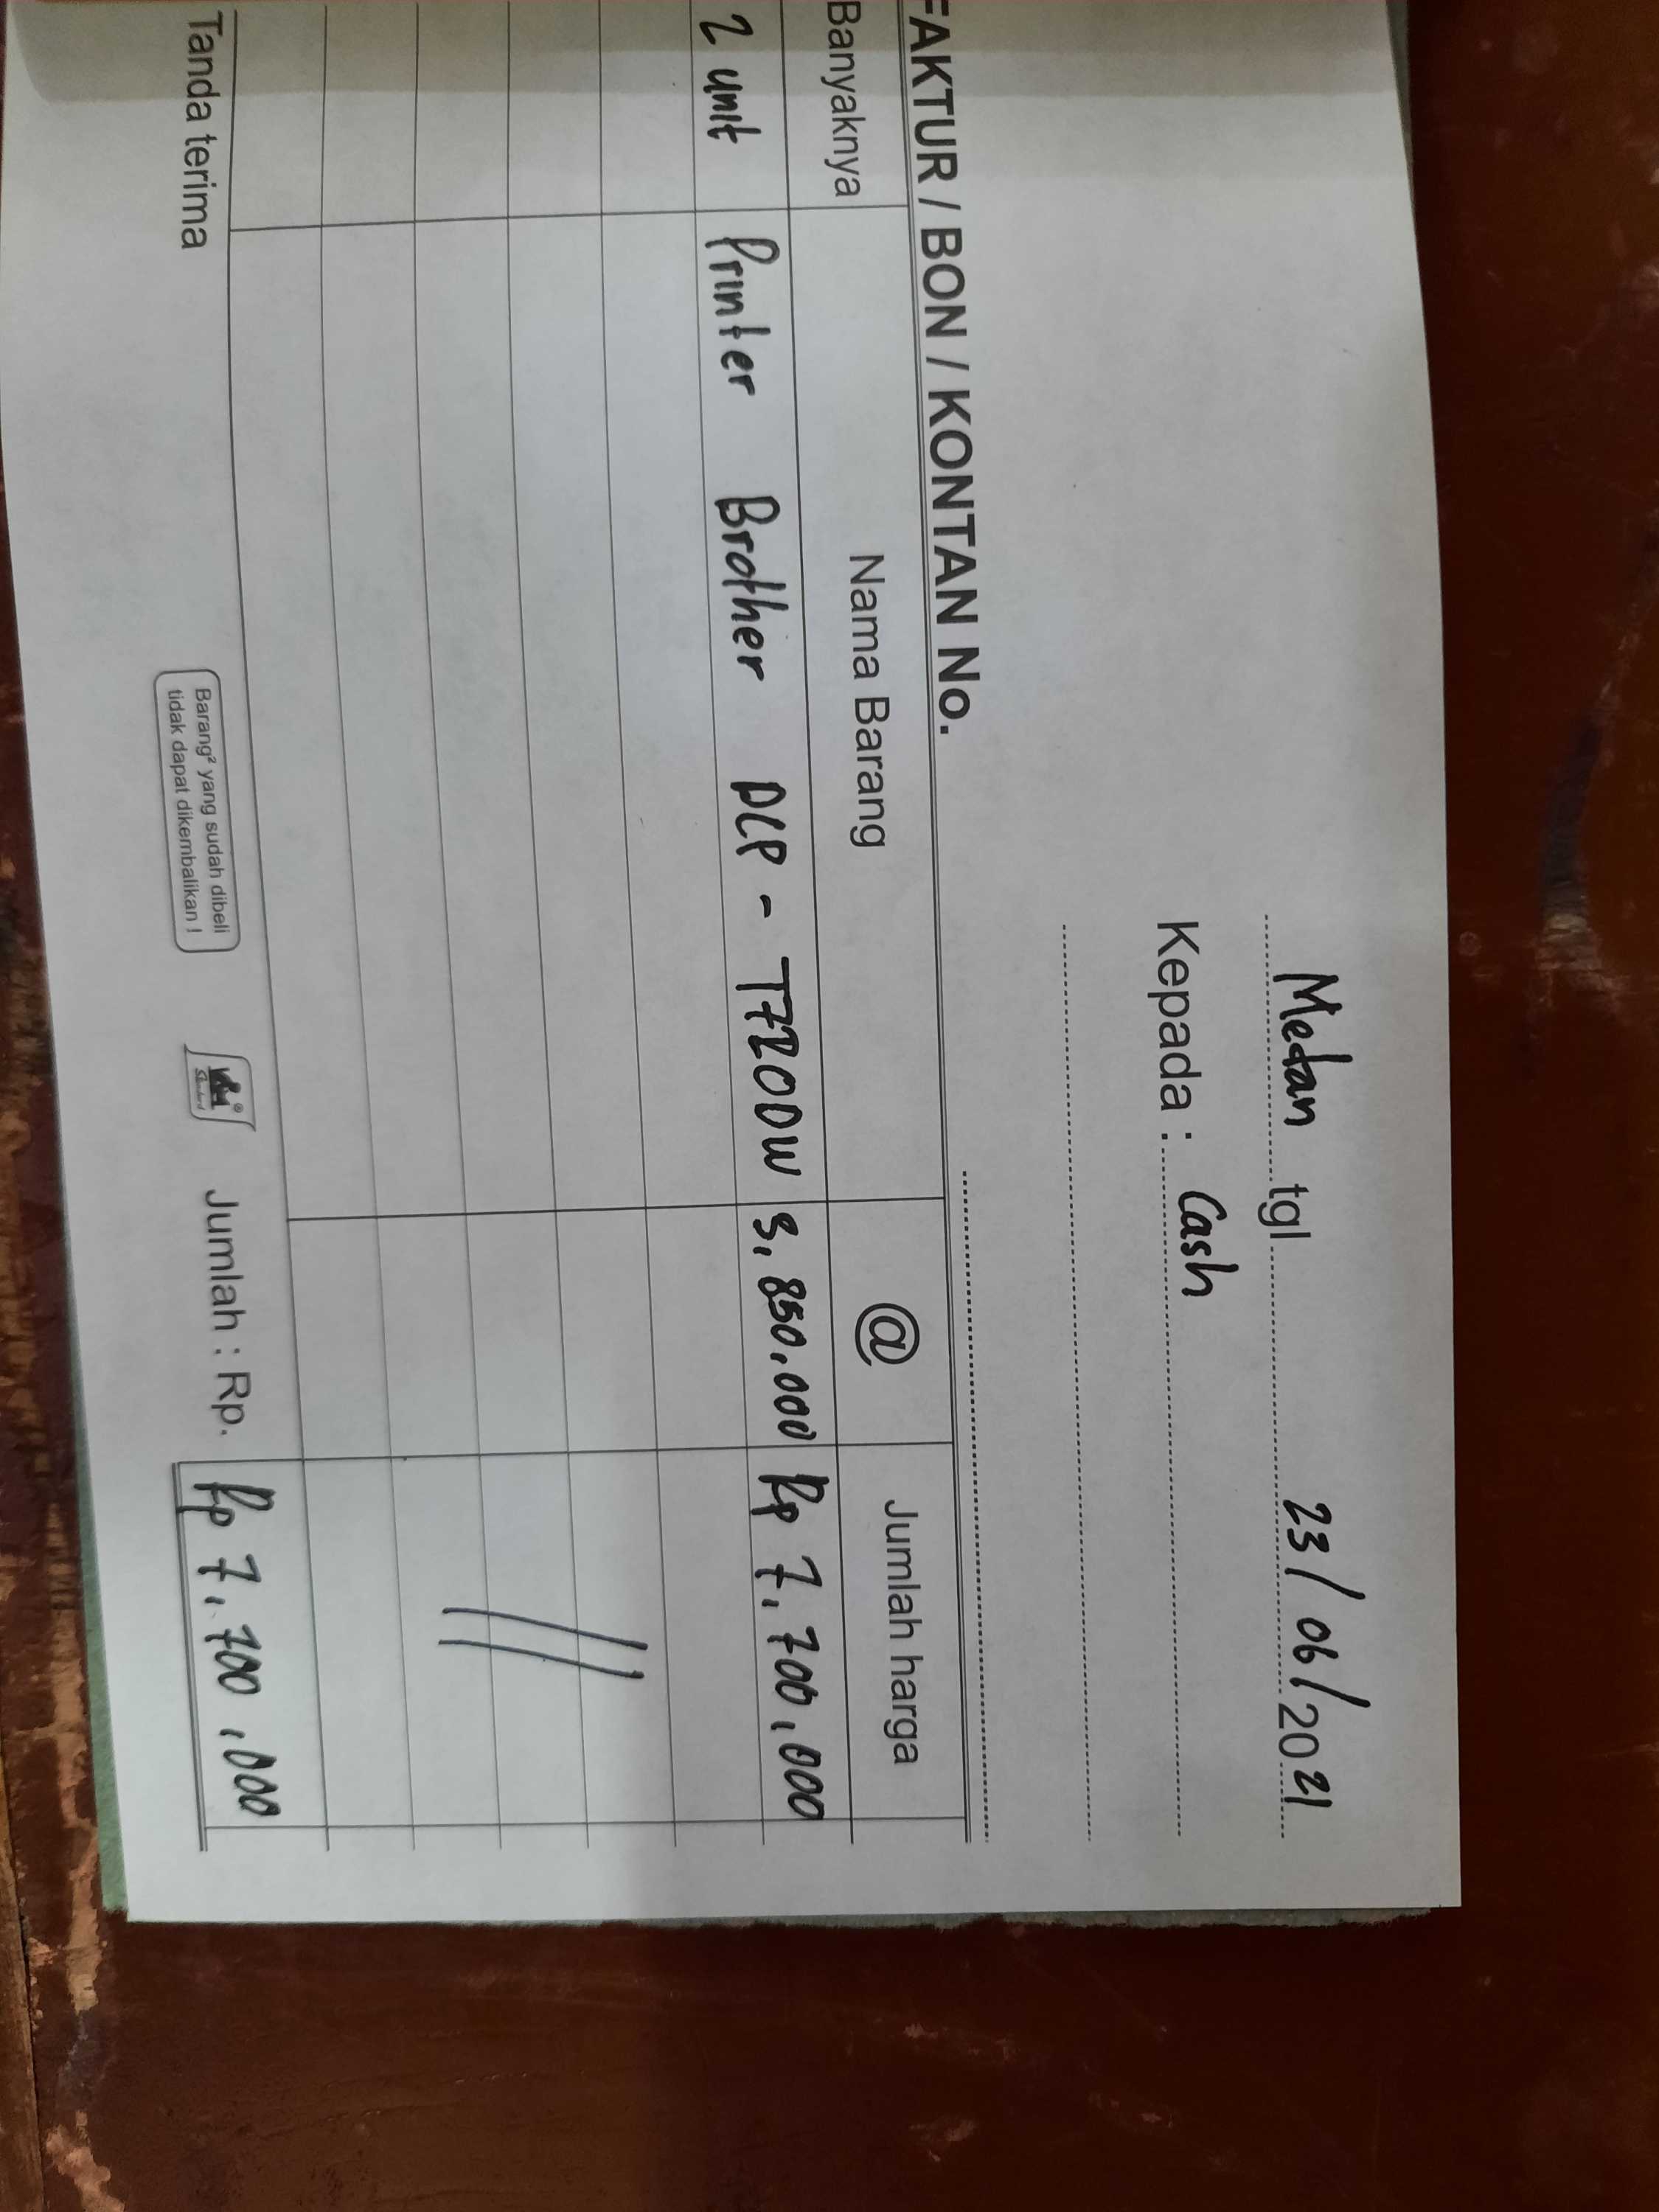 Medan tgl 23/06/2021
Kepada : Cash
FAKTUR / BON / KONTAN No.
Banyaknya Nama Barang @ Jumlah harga
2 unit Printer Brother DCP - T720DW 3.850.000 Rp 7.700.000
Tanda terima
Barang² yang sudah dibeli
tidak dapat dikembalikan !
Jumlah : Rp. Rp 7.700.000